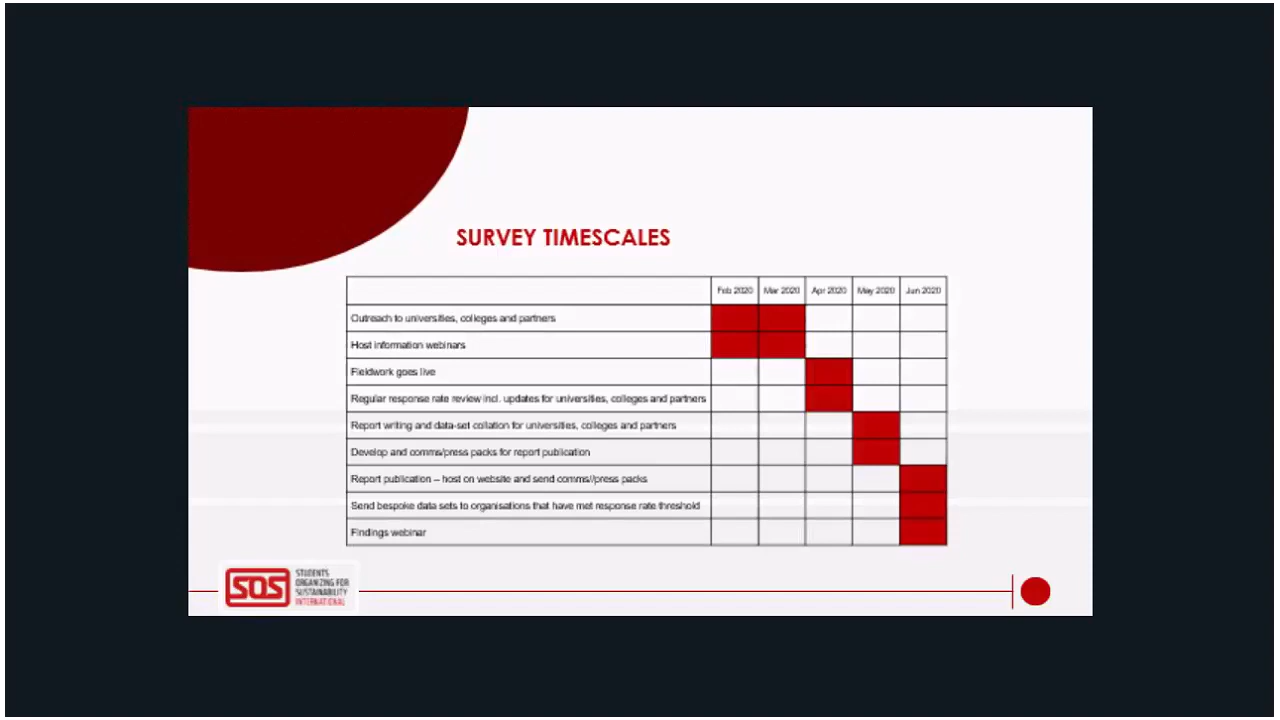 SURVEY TIMESCALES
Feb 2020 Mar 2020 Apr 2020 May 2020 Jun 2020
Outreach to universities, colleges and partners
Host information webinars
Fieldwork goes live
Regular response rate review incl. updates for universities, colleges and partners
Report writing and data-set collation for universities, colleges and partners
Develop and comms/press packs for report publication
Report publication – host on website and send comms//press packs
Send bespoke data sets to organisations that have met response rate threshold
Findings webinar
SOS
STUDENTS
ORGANIZING FOR
SUSTAINABILITY
INTERNATIONAL